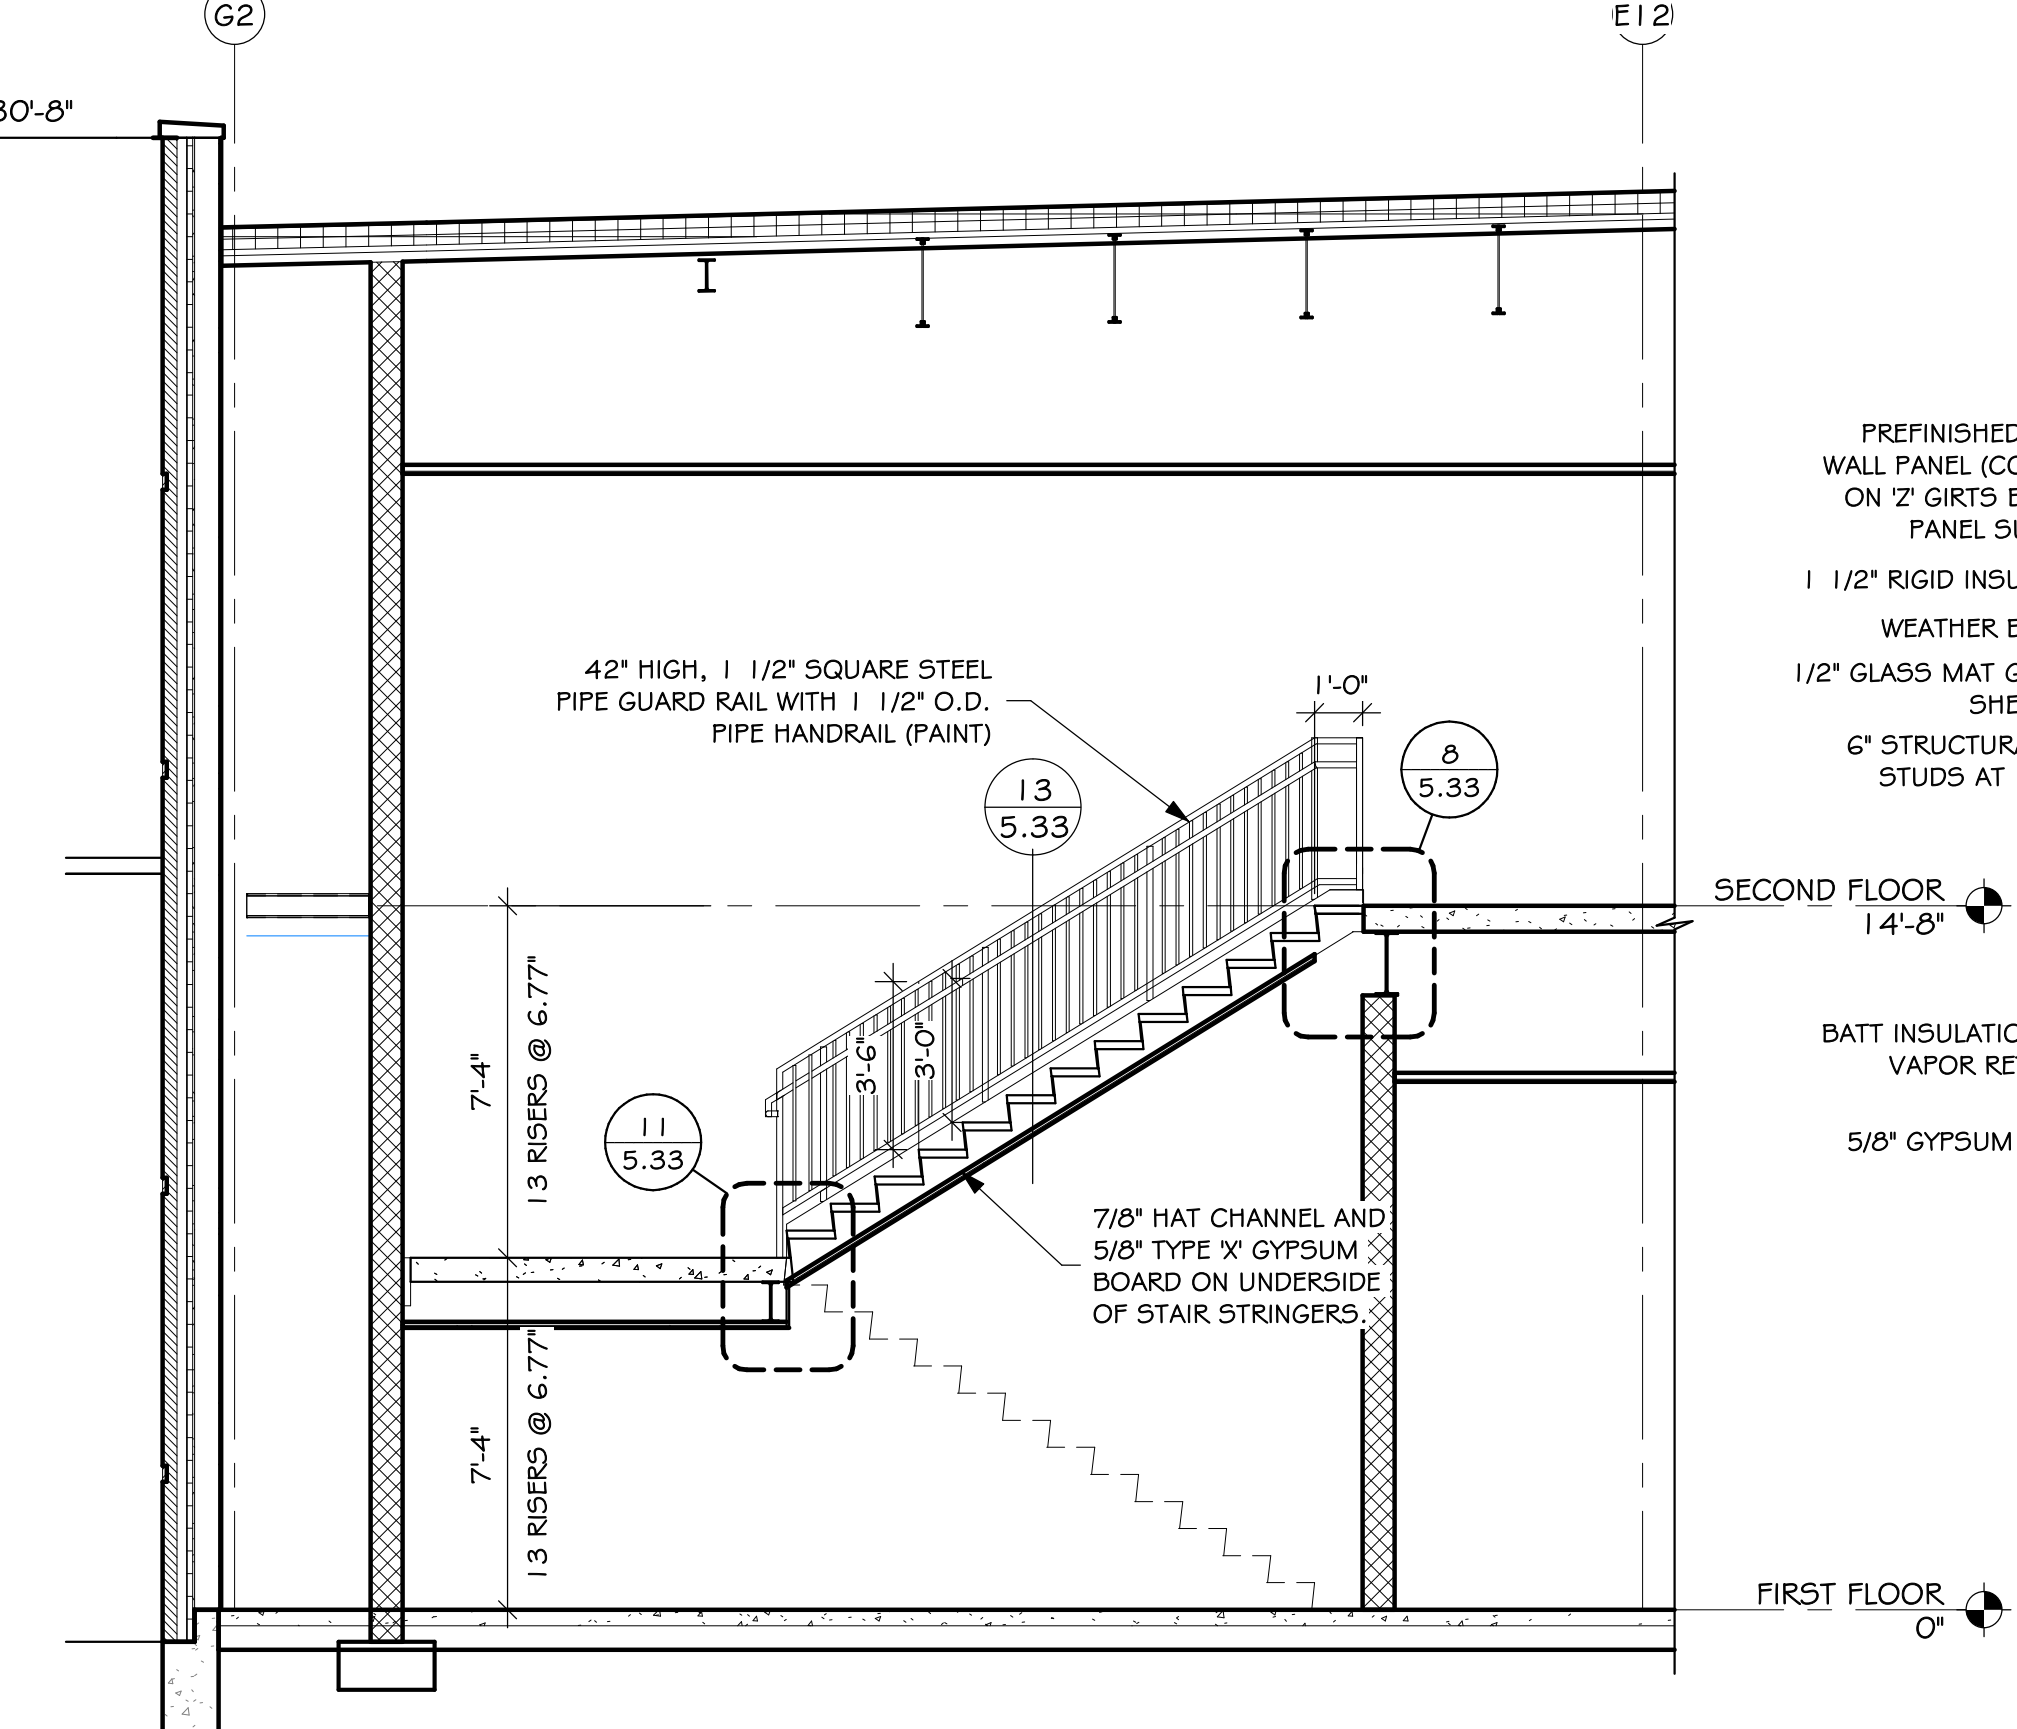 G2
E12
30'-8"
PREFINISHED
WALL PANEL (CO
ON 'Z' GIRTS
PANEL SU
1 1/2" RIGID INSU
WEATHER
1/2" GLASS MAT G
SHE
6" STRUCTURA
STUDS AT
42" HIGH, 1 1/2" SQUARE STEEL
PIPE GUARD RAIL WITH 1 1/2" O.D.
PIPE HANDRAIL (PAINT)
1'-0"
8
5.33
13
5.33
SECOND FLOOR
14'-8"
7'-4"
13 RISERS @ 6.77"
3'-6"
3'-0"
BATT INSULATIO
VAPOR RE
11
5.33
5/8" GYPSUM
7/8" HAT CHANNEL AND
5/8" TYPE 'X' GYPSUM
BOARD ON UNDERSIDE
OF STAIR STRINGERS.
7'-4"
13 RISERS @ 6.77"
FIRST FLOOR
0"